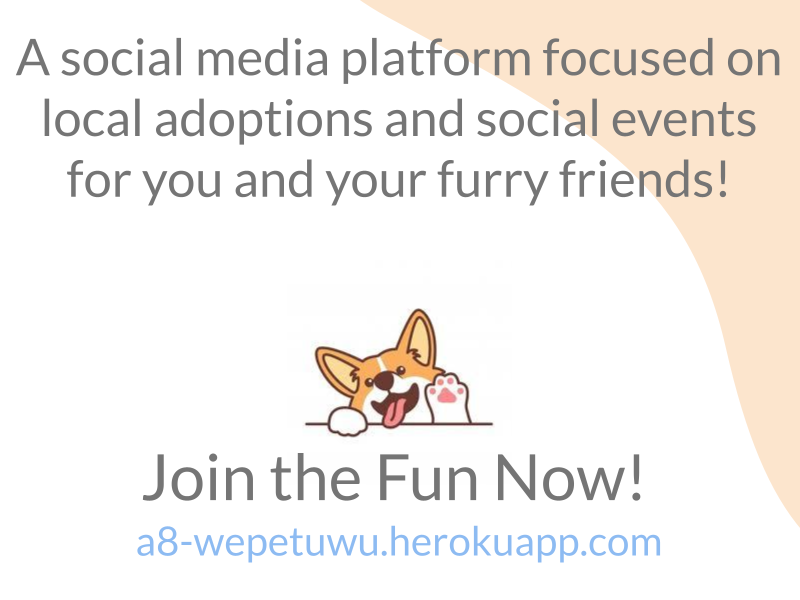 A social media platform focused on
local adoptions and social events
for you and your furry friends!
Join the Fun Now!
a8-wepetuwu.herokuapp.com